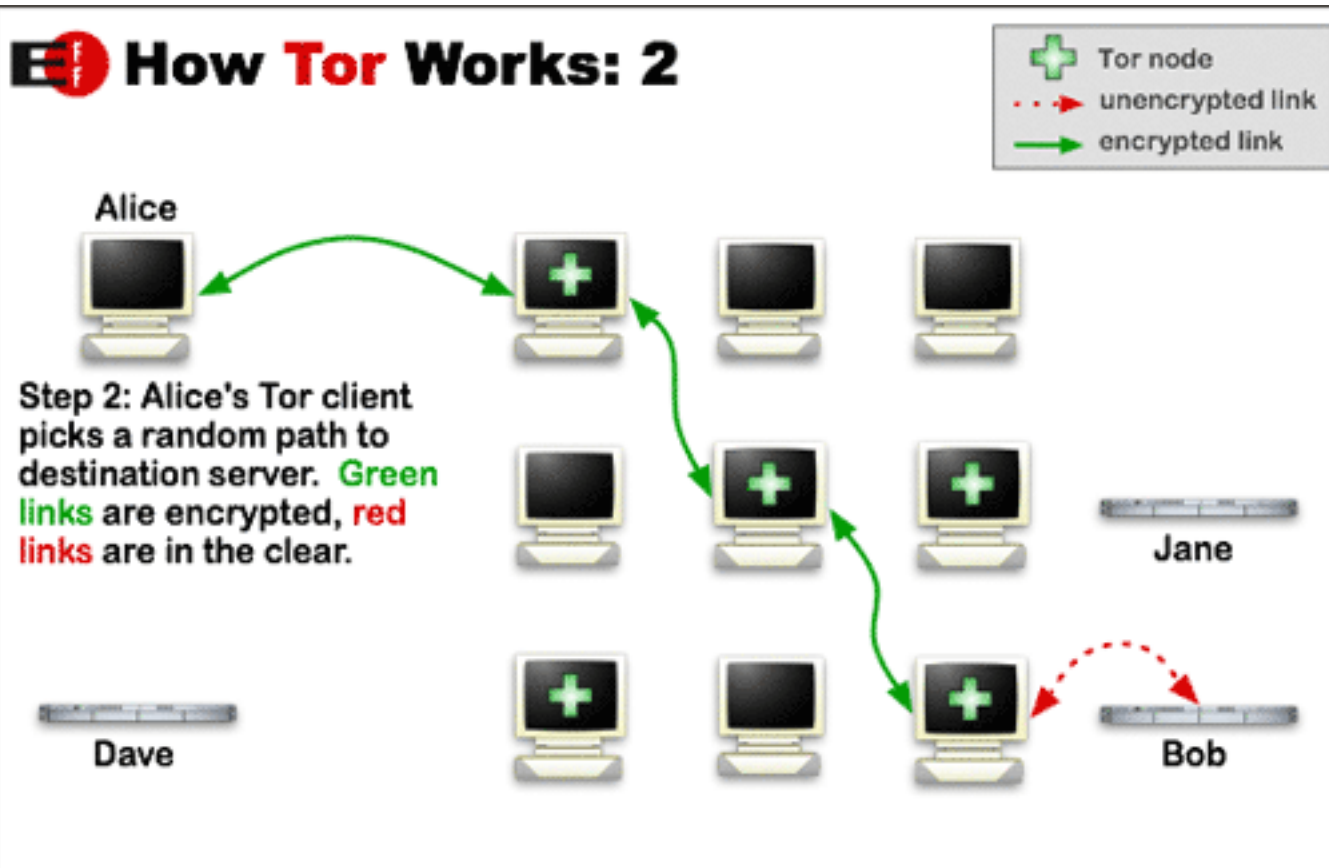 EFF How Tor Works: 2
Tor node
unencrypted link
encrypted link
Alice
Step 2: Alice's Tor client
picks a random path to
destination server. Green
links are encrypted, red
links are in the clear.
Jane
Dave
Bob